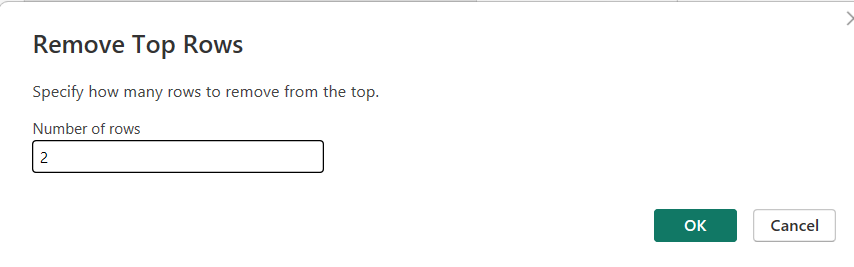 Remove Top Rows
Specify how many rows to remove from the top.
Number of rows
2
OK
Cancel